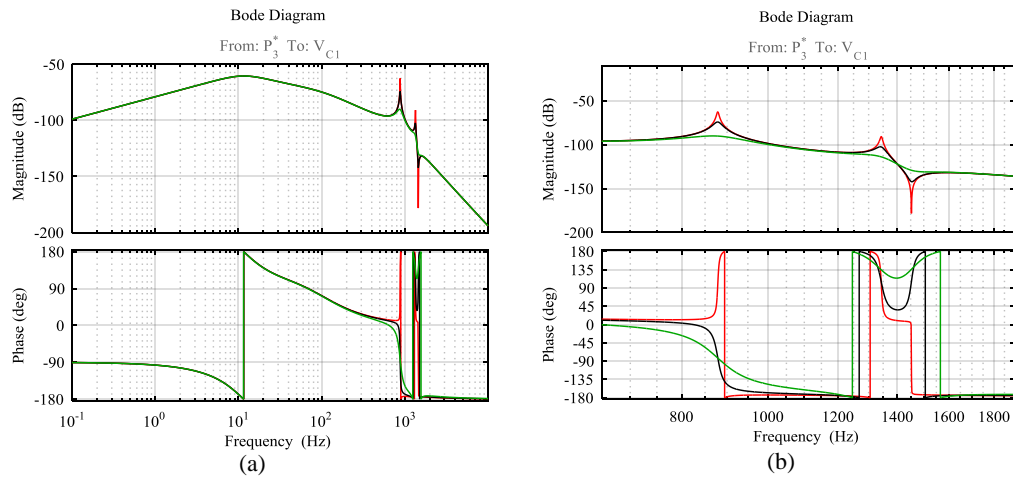 Bode Diagram
From: P3* To: VC1
Magnitude (dB)
-50
-100
-150
-200
Phase (deg)
180
90
0
-90
-180
10^-1
10^0
10^1
10^2
10^3
Frequency (Hz)
(a)
Bode Diagram
From: P3* To: VC1
Magnitude (dB)
-50
-100
-150
-200
Phase (deg)
180
135
90
45
0
-45
-90
-135
-180
800
1000
1200
1400
1600
1800
Frequency (Hz)
(b)